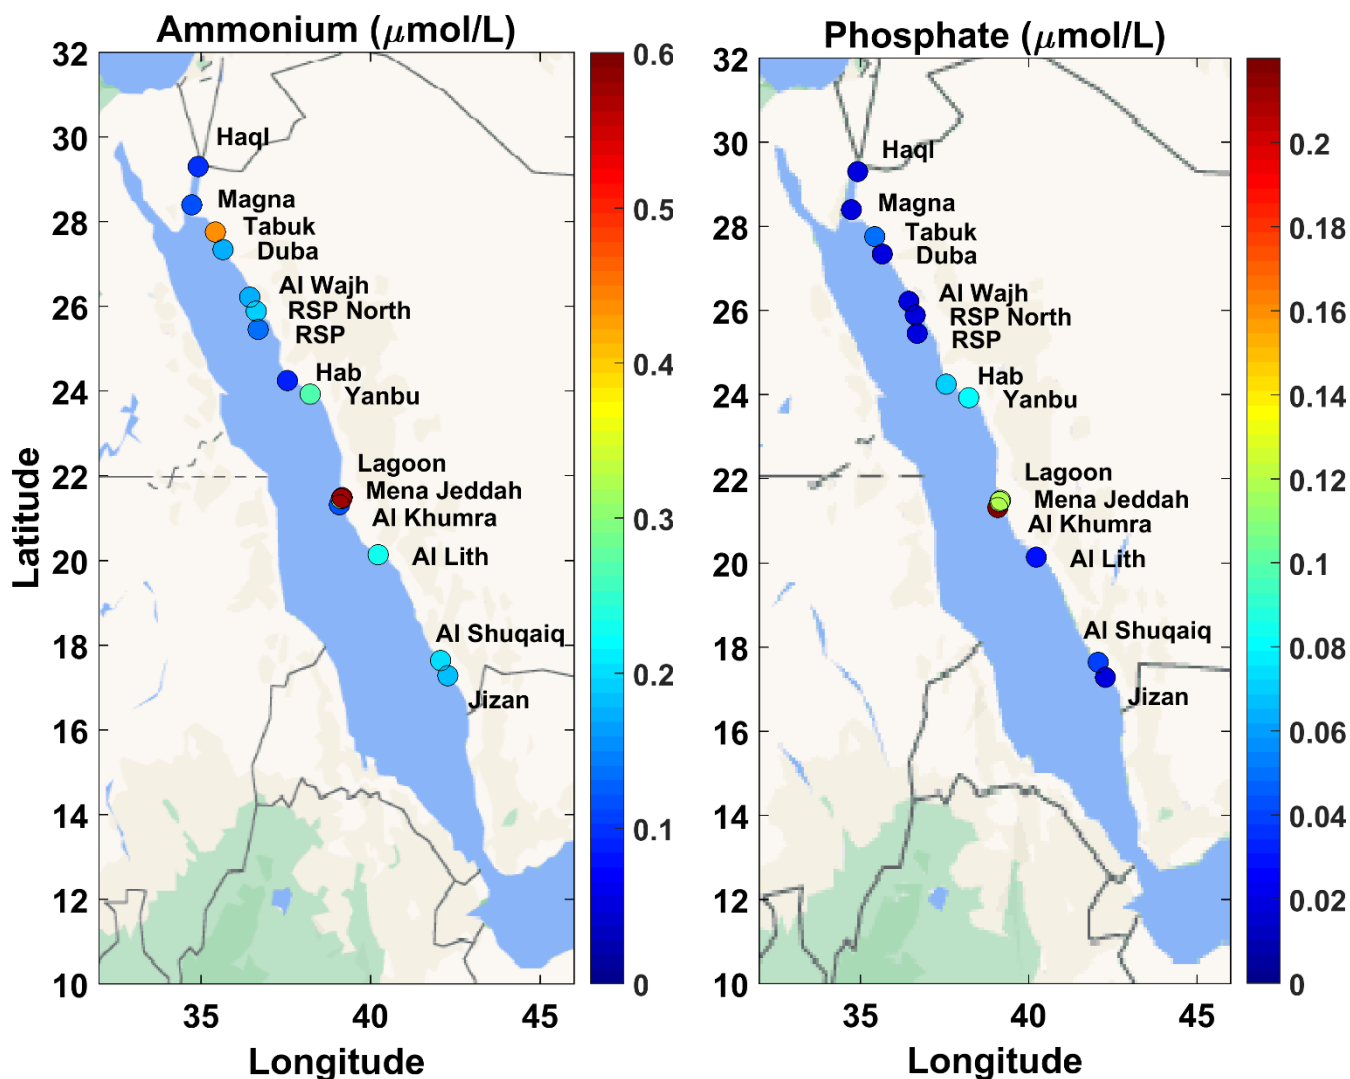 Ammonium (μmol/L)
32
30
28
26
24
22
20
18
16
14
12
10
Latitude
35
40
45
Longitude
Haql
Magna
Tabuk
Duba
Al Wajh
RSP North
RSP
Hab
Yanbu
Lagoon
Mena Jeddah
Al Khumra
Al Lith
Al Shuqaiq
Jizan
0.6
0.5
0.4
0.3
0.2
0.1
0
Phosphate (μmol/L)
32
30
28
26
24
22
20
18
16
14
12
10
35
40
45
Longitude
Haql
Magna
Tabuk
Duba
Al Wajh
RSP North
RSP
Hab
Yanbu
Lagoon
Mena Jeddah
Al Khumra
Al Lith
Al Shuqaiq
Jizan
0.2
0.18
0.16
0.14
0.12
0.1
0.08
0.06
0.04
0.02
0